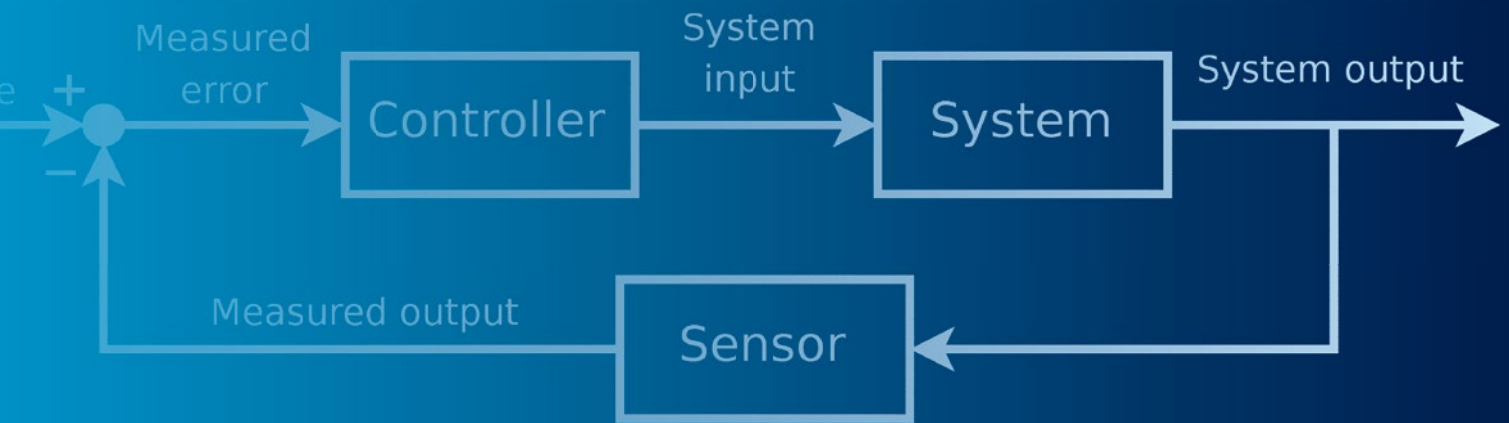 Measured
error
e
+
Controller
System
input
System
System output
−
Measured output
Sensor